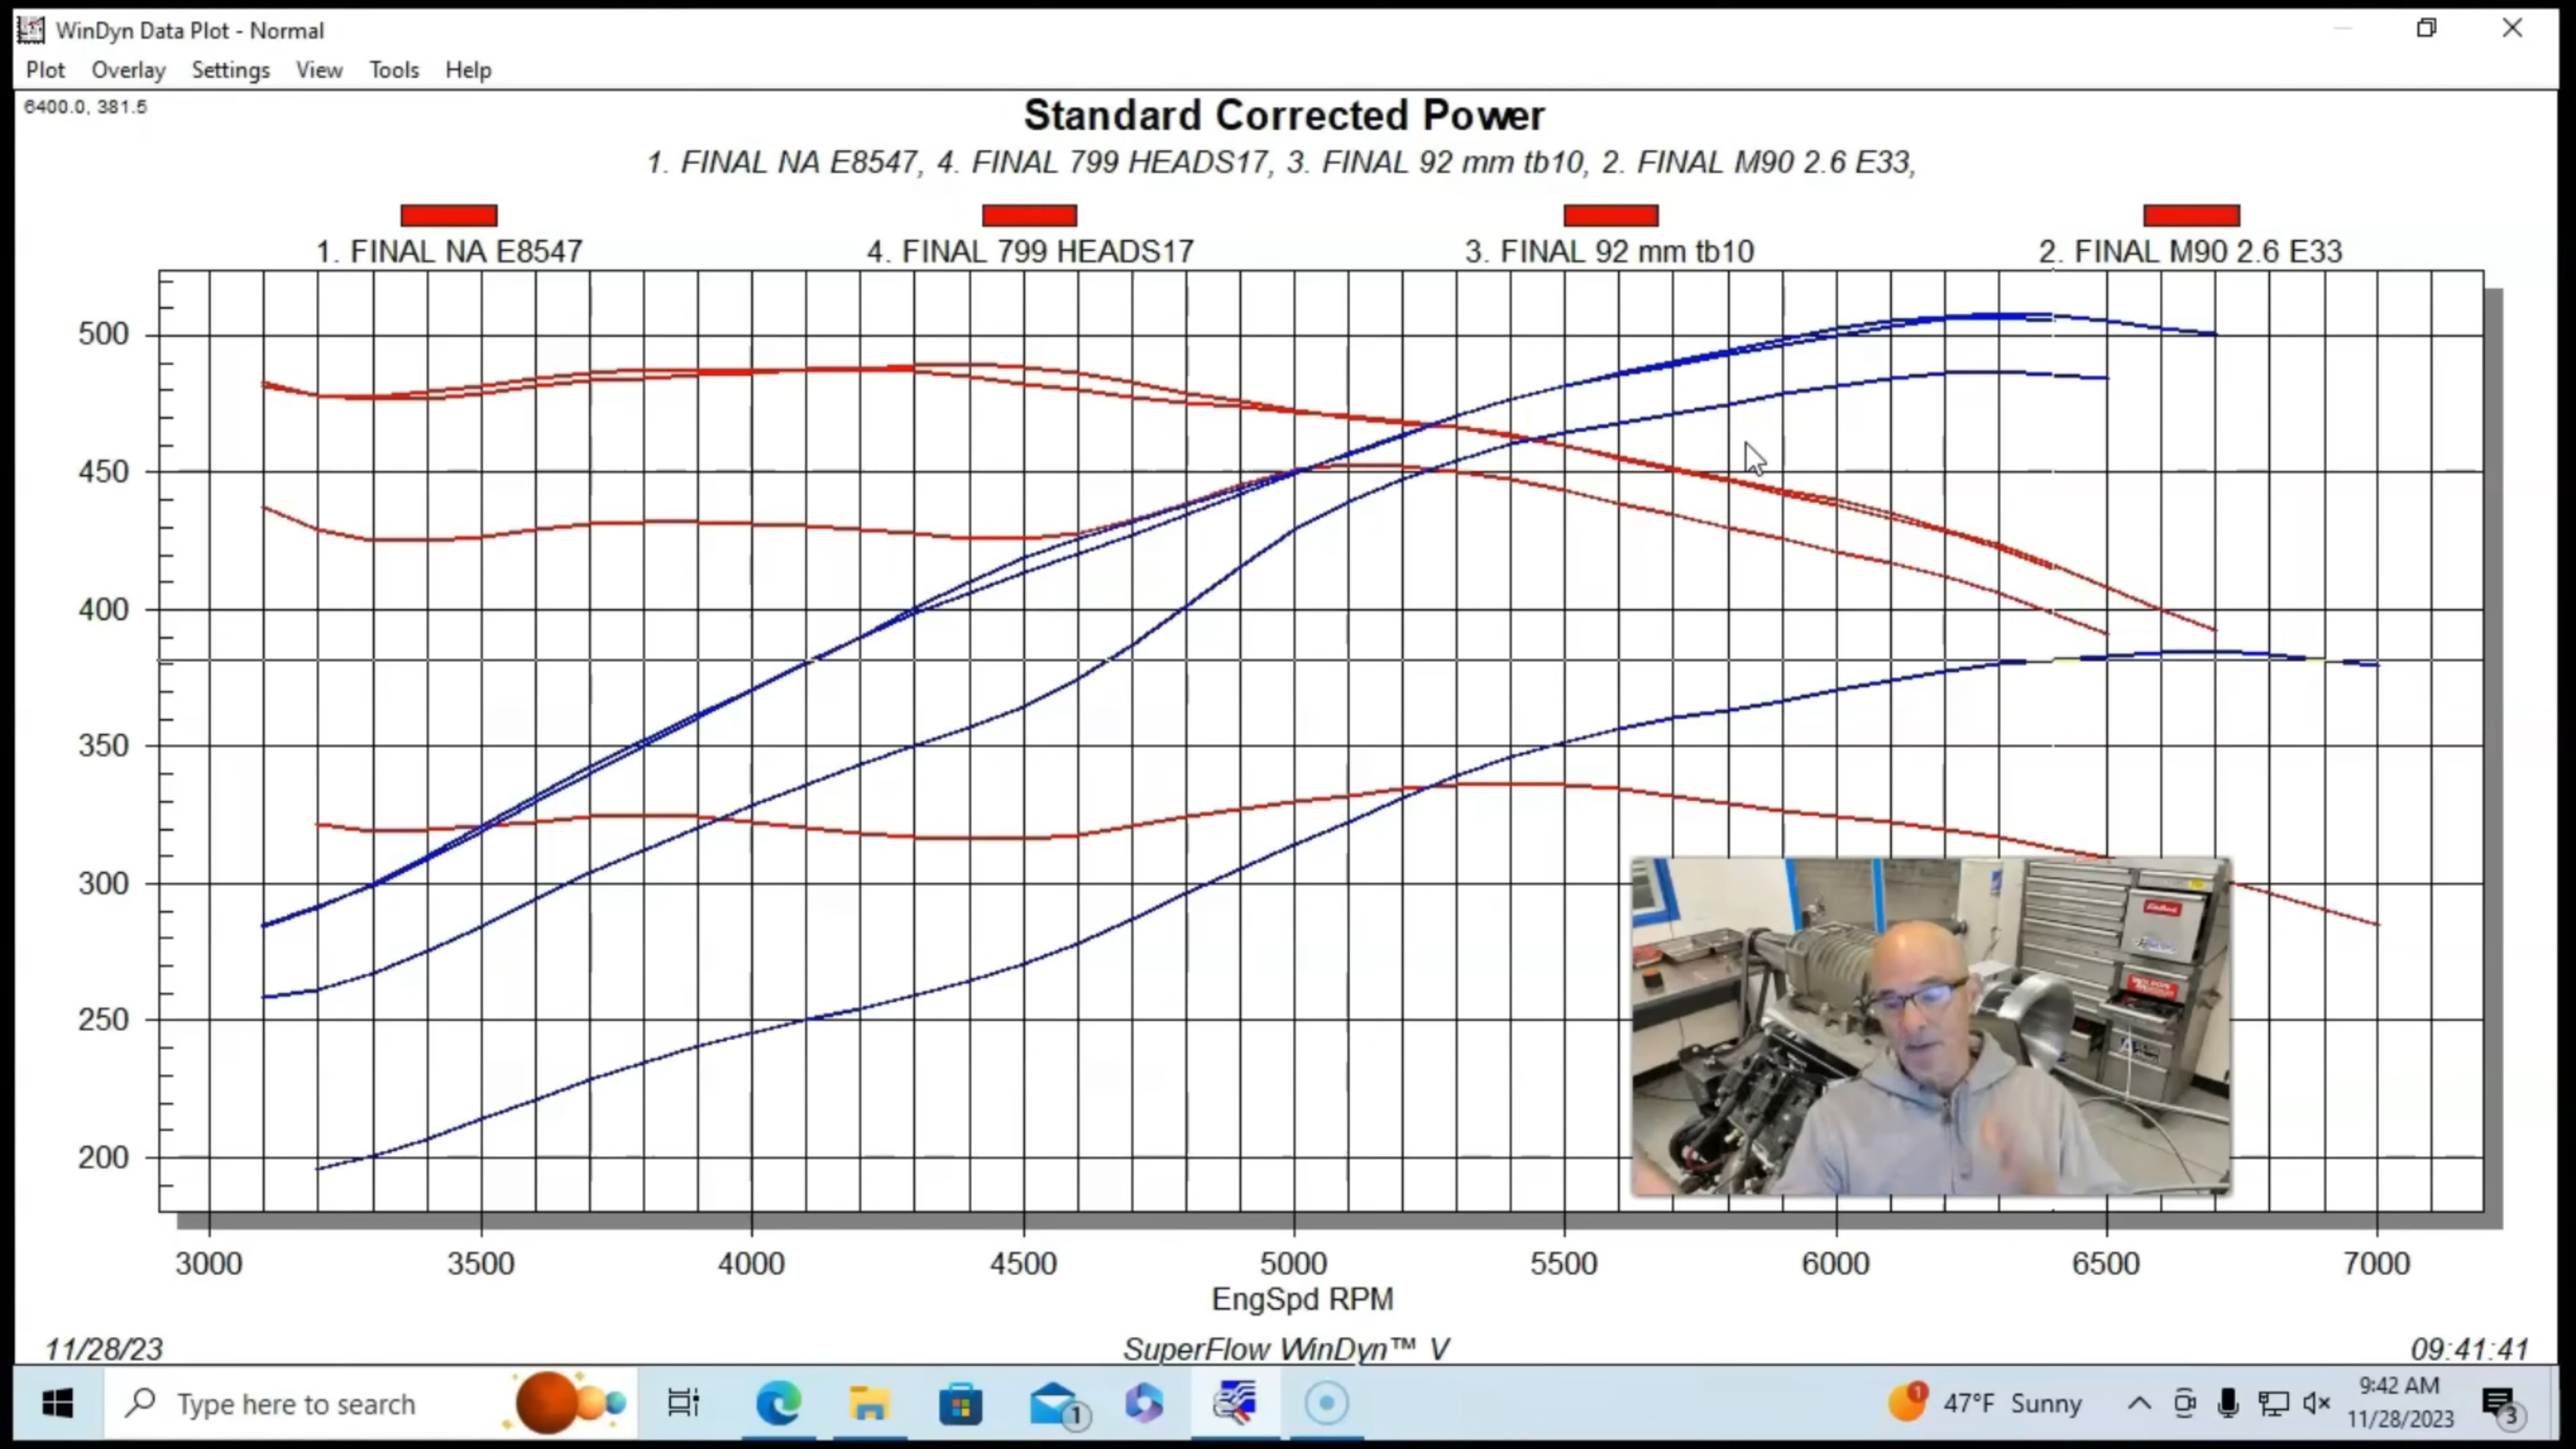 WinDyn Data Plot - Normal
Plot Overlay Settings View Tools Help
6400.0, 381.5
Standard Corrected Power
1. FINAL NA E8547, 4. FINAL 799 HEADS17, 3. FINAL 92 mm tb10, 2. FINAL M90 2.6 E33,
1. FINAL NA E8547 4. FINAL 799 HEADS17 3. FINAL 92 mm tb10 2. FINAL M90 2.6 E33
500
450
400
350
300
250
200
3000 3500 4000 4500 5000 5500 6000 6500 7000
EngSpd RPM
11/28/23 SuperFlow WinDyn™ V 09:41:41
Type here to search 1 1 47°F Sunny 9:42 AM
11/28/2023 3